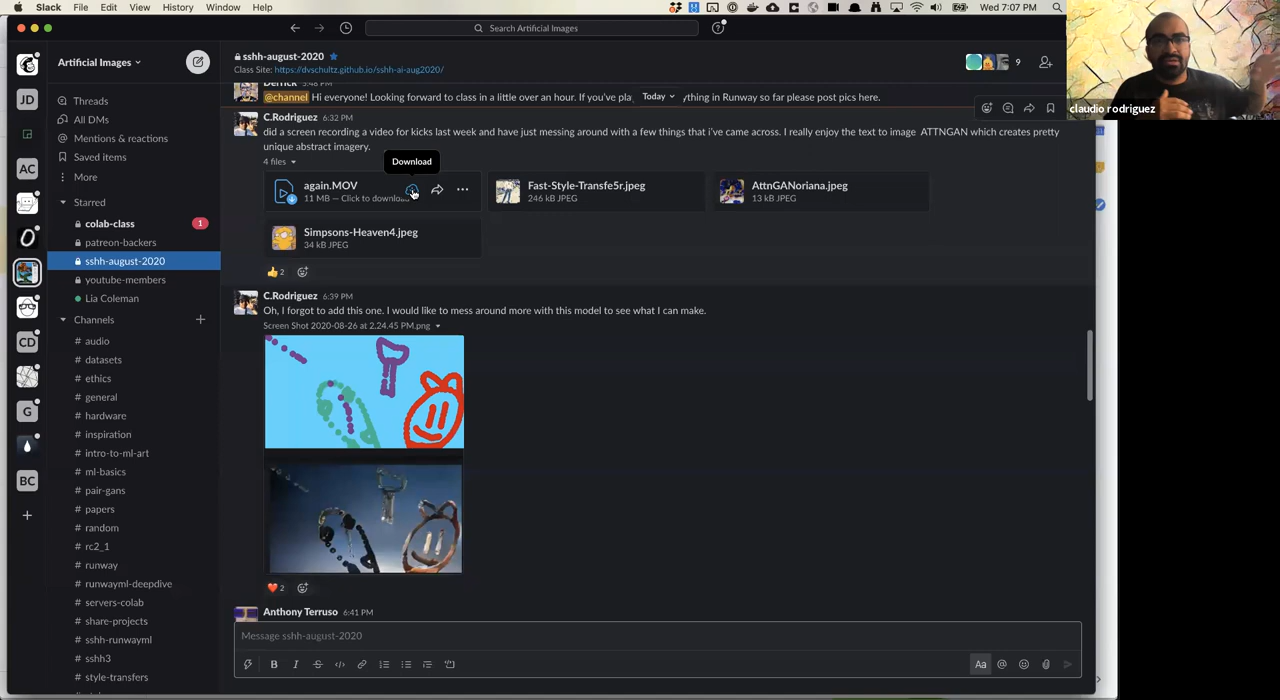 Slack File Edit View History Window Help
Wed 7:07 PM
Search Artificial Images
Artificial Images
sshh-august-2020
Class Site: https://dvschultz.github.io/sshh-ai-aug2020/
9
claudio rodriguez
JD
AC
CD
G
BC
Threads
All DMs
Mentions & reactions
Saved items
More
Starred
colab-class 1
patreon-backers
sshh-august-2020
youtube-members
Lia Coleman
Channels
# audio
# datasets
# ethics
# general
# hardware
# inspiration
# intro-to-ml-art
# ml-basics
# pair-gans
# papers
# random
# rc2_1
# runway
# runwayml-deepdive
# servers-colab
# share-projects
# sshh-runwayml
# sshh3
# style-transfers
Derrick 5:48 PM
@channel Hi everyone! Looking forward to class in a little over an hour. If you've pla
Today
ything in Runway so far please post pics here.
C.Rodriguez 6:32 PM
did a screen recording a video for kicks last week and have just messing around with a few things that i've came across. I really enjoy the text to image ATTNGAN which creates pretty
unique abstract imagery.
4 files
Download
again.MOV
11 MB — Click to downloa
Fast-Style-Transfe5r.jpeg
246 kB JPEG
AttnGANoriana.jpeg
13 kB JPEG
Simpsons-Heaven4.jpeg
34 kB JPEG
2
C.Rodriguez 6:39 PM
Oh, I forgot to add this one. I would like to mess around more with this model to see what I can make.
Screen Shot 2020-08-26 at 2.24.45 PM.png
2
Anthony Terruso 6:41 PM
Message sshh-august-2020
B I S Aa @